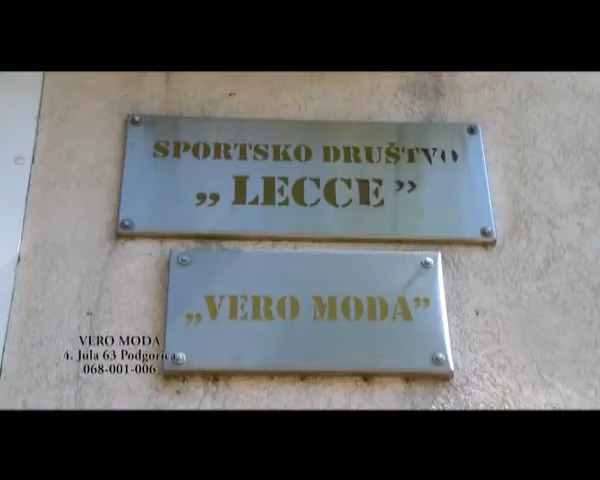 SPORTSKO DRUŠTVO
„LECCE”
„VERO MODA”
VERO MODA
4. Jula 63 Podgorica
068-001-006